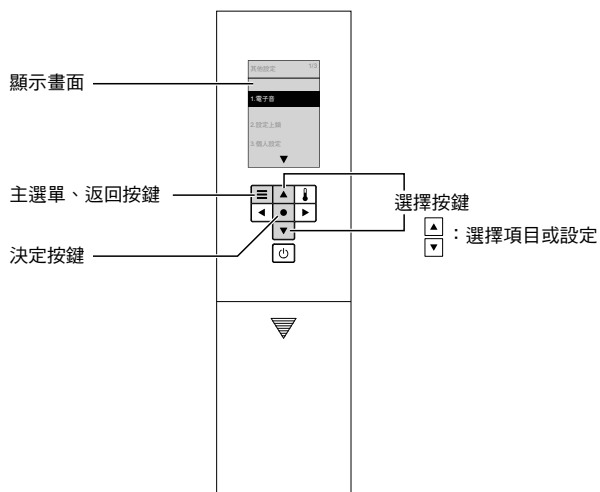 其他設定 1/3
顯示畫面
1.電子音
2.設定上鎖
3.個人設定
主選單、返回按鍵
選擇按鍵
：選擇項目或設定
決定按鍵